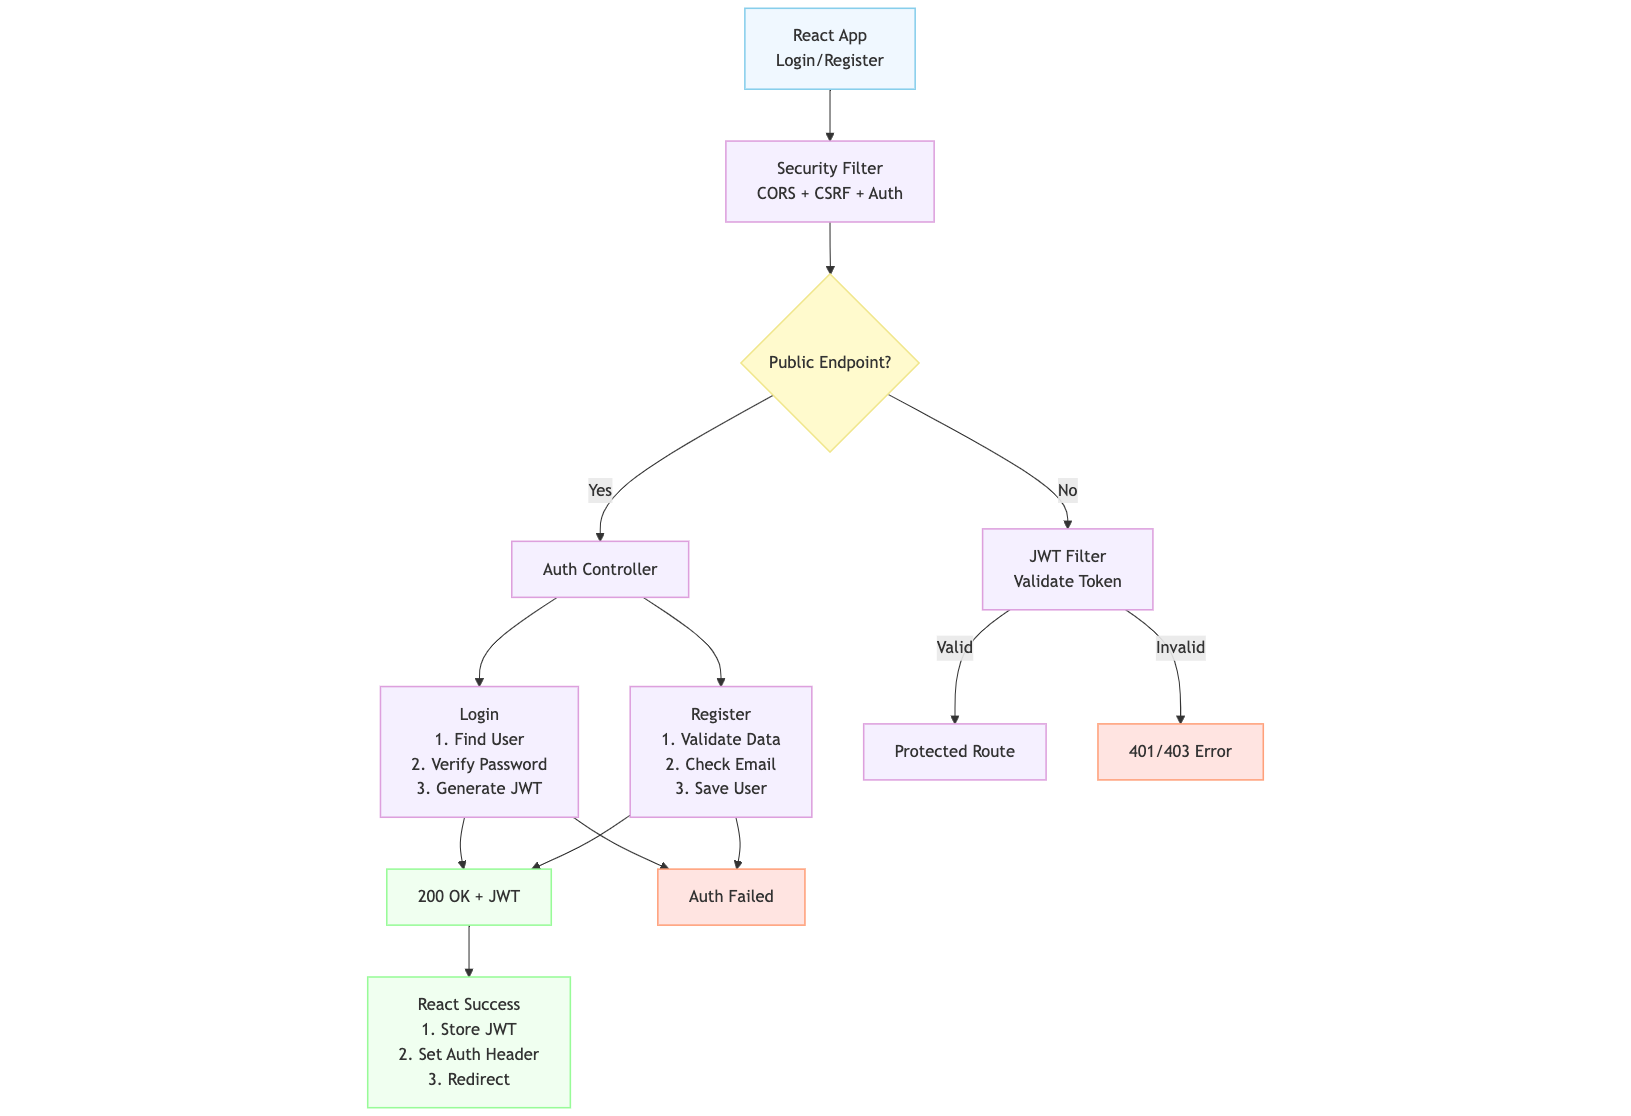 React App
Login/Register
Security Filter
CORS + CSRF + Auth
Public Endpoint?
Yes
No
Auth Controller
JWT Filter
Validate Token
Valid
Invalid
Login
1. Find User
2. Verify Password
3. Generate JWT
Register
1. Validate Data
2. Check Email
3. Save User
Protected Route
401/403 Error
200 OK + JWT
Auth Failed
React Success
1. Store JWT
2. Set Auth Header
3. Redirect